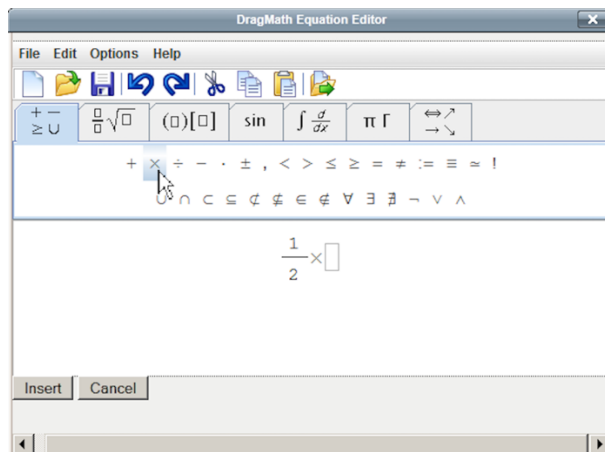 DragMath Equation Editor
File Edit Options Help
+ − ≥ ∪ □/□ √□ (□)[□] sin ∫ d/dx π Γ ⇔ ↗ → ↘
+ × ÷ − · ± , < > ≤ ≥ = ≠ := ≡ ≃ !
∪ ∩ ⊂ ⊆ ⊄ ⊈ ∈ ∉ ∀ ∃ ∄ ¬ ∨ ∧
1
×□
2
Insert Cancel